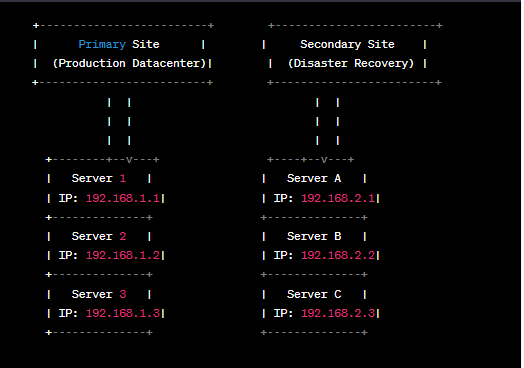 +--------------------------+ +-------------------------+
| Primary Site | | Secondary Site |
| (Production Datacenter)| | (Disaster Recovery) |
+--------------------------+ +-------------------------+
| | | |
| | | |
| | | |
+--------+--v---+ +----+--v---+
| Server 1 | | Server A |
| IP: 192.168.1.1| | IP: 192.168.2.1|
+--------------+ +--------------+
| Server 2 | | Server B |
| IP: 192.168.1.2| | IP: 192.168.2.2|
+--------------+ +--------------+
| Server 3 | | Server C |
| IP: 192.168.1.3| | IP: 192.168.2.3|
+--------------+ +--------------+